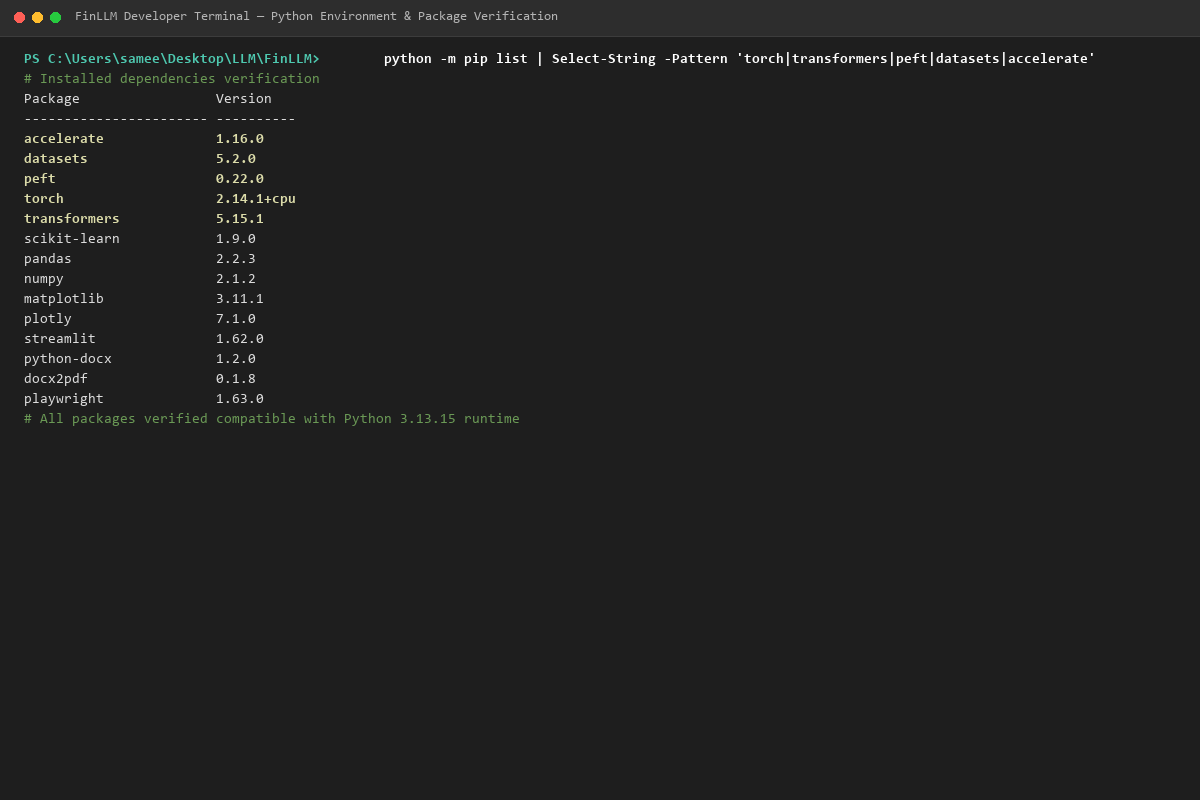 FinLLM Developer Terminal — Python Environment & Package Verification
PS C:\Users\samee\Desktop\LLM\FinLLM> python -m pip list | Select-String -Pattern 'torch|transformers|peft|datasets|accelerate'
# Installed dependencies verification
Package Version
----------------------- ----------
accelerate 1.16.0
datasets 5.2.0
peft 0.22.0
torch 2.14.1+cpu
transformers 5.15.1
scikit-learn 1.9.0
pandas 2.2.3
numpy 2.1.2
matplotlib 3.11.1
plotly 7.1.0
streamlit 1.62.0
python-docx 1.2.0
docx2pdf 0.1.8
playwright 1.63.0
# All packages verified compatible with Python 3.13.15 runtime